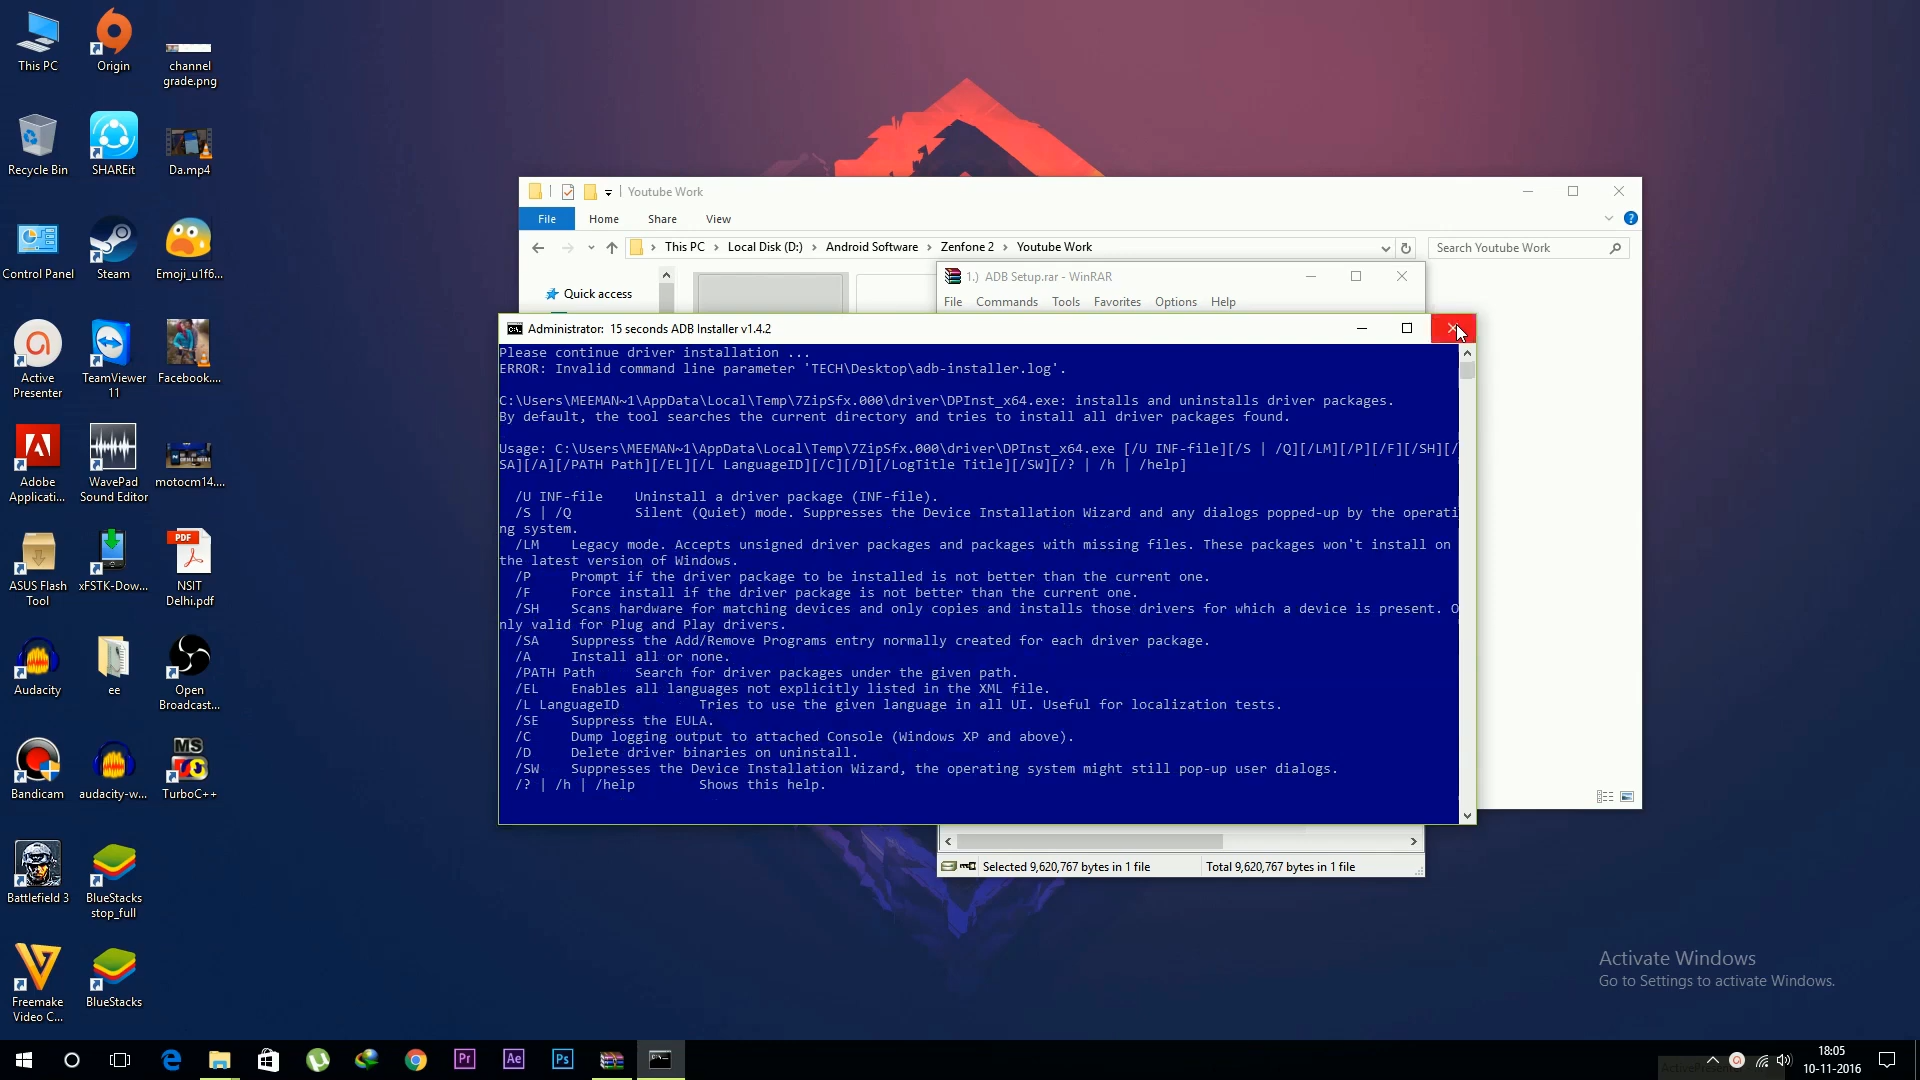 This PC
Origin
channel
grade.png
Recycle Bin
SHAREit
Da.mp4
Control Panel
Steam
Emoji_u1f6...
Active
Presenter
TeamViewer
11
Facebook....
Adobe
Applicati...
WavePad
Sound Editor
motocm14....
ASUS Flash
Tool
xFSTK-Dow...
PDF
NSIT
Delhi.pdf
Audacity
ee
Open
Broadcast...
Bandicam
audacity-w...
MS
TurboC++
Battlefield 3
BlueStacks
stop_full
Freemake
Video C...
BlueStacks
Youtube Work
File
Home
Share
View
This PC
Local Disk (D:)
Android Software
Zenfone 2
Youtube Work
Search Youtube Work
Quick access
1.) ADB Setup.rar - WinRAR
File Commands Tools Favorites Options Help
Administrator: 15 seconds ADB Installer v1.4.2
Please continue driver installation ...
ERROR: Invalid command line parameter 'TECH\Desktop\adb-installer.log'.
C:\Users\MEEMAN~1\AppData\Local\Temp\7ZipSfx.000\driver\DPInst_x64.exe: installs and uninstalls driver packages.
By default, the tool searches the current directory and tries to install all driver packages found.
Usage: C:\Users\MEEMAN~1\AppData\Local\Temp\7ZipSfx.000\driver\DPInst_x64.exe [/U INF-file][/S | /Q][/LM][/P][/F][/SH][/
SA][/A][/PATH Path][/EL][/L LanguageID][/C][/D][/LogTitle Title][/SW][/? | /h | /help]
/U INF-file Uninstall a driver package (INF-file).
/S | /Q Silent (Quiet) mode. Suppresses the Device Installation Wizard and any dialogs popped-up by the operati
ng system.
/LM Legacy mode. Accepts unsigned driver packages and packages with missing files. These packages won't install on
the latest version of Windows.
/P Prompt if the driver package to be installed is not better than the current one.
/F Force install if the driver package is not better than the current one.
/SH Scans hardware for matching devices and only copies and installs those drivers for which a device is present. O
nly valid for Plug and Play drivers.
/SA Suppress the Add/Remove Programs entry normally created for each driver package.
/A Install all or none.
/PATH Path Search for driver packages under the given path.
/EL Enables all languages not explicitly listed in the XML file.
/L LanguageID Tries to use the given language in all UI. Useful for localization tests.
/SE Suppress the EULA.
/C Dump logging output to attached Console (Windows XP and above).
/D Delete driver binaries on uninstall.
/SW Suppresses the Device Installation Wizard, the operating system might still pop-up user dialogs.
/? | /h | /help Shows this help.
Selected 9,620,767 bytes in 1 file
Total 9,620,767 bytes in 1 file
Activate Windows
Go to Settings to activate Windows.
Pr
Ae
Ps
18:05
10-11-2016